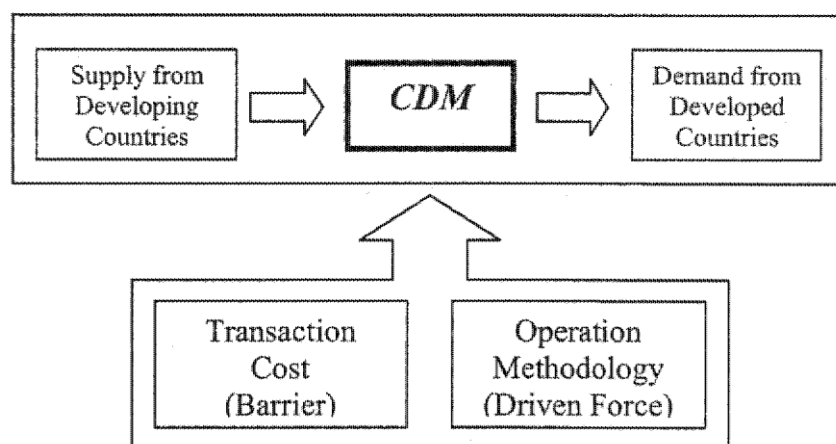 Supply from
Developing
Countries
CDM
Demand from
Developed
Countries
Transaction
Cost
(Barrier)
Operation
Methodology
(Driven Force)